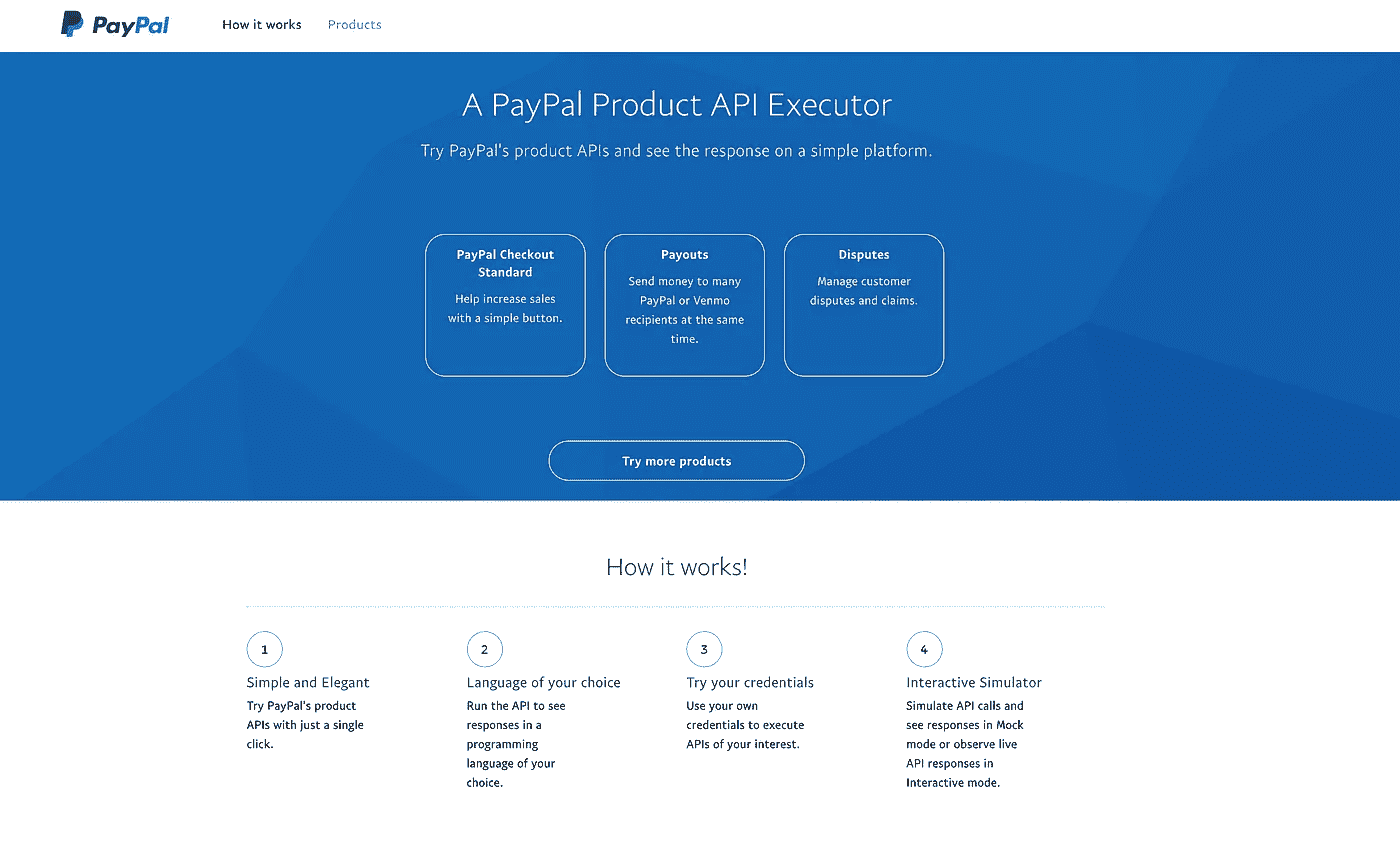 PayPal How it works Products
A PayPal Product API Executor
Try PayPal's product APIs and see the response on a simple platform.
PayPal Checkout
Standard
Help increase sales
with a simple button.
Payouts
Send money to many
PayPal or Venmo
recipients at the same
time.
Disputes
Manage customer
disputes and claims.
Try more products
How it works!
1
Simple and Elegant
Try PayPal's product
APIs with just a single
click.
2
Language of your choice
Run the API to see
responses in a
programming
language of your
choice.
3
Try your credentials
Use your own
credentials to execute
APIs of your interest.
4
Interactive Simulator
Simulate API calls and
see responses in Mock
mode or observe live
API responses in
Interactive mode.